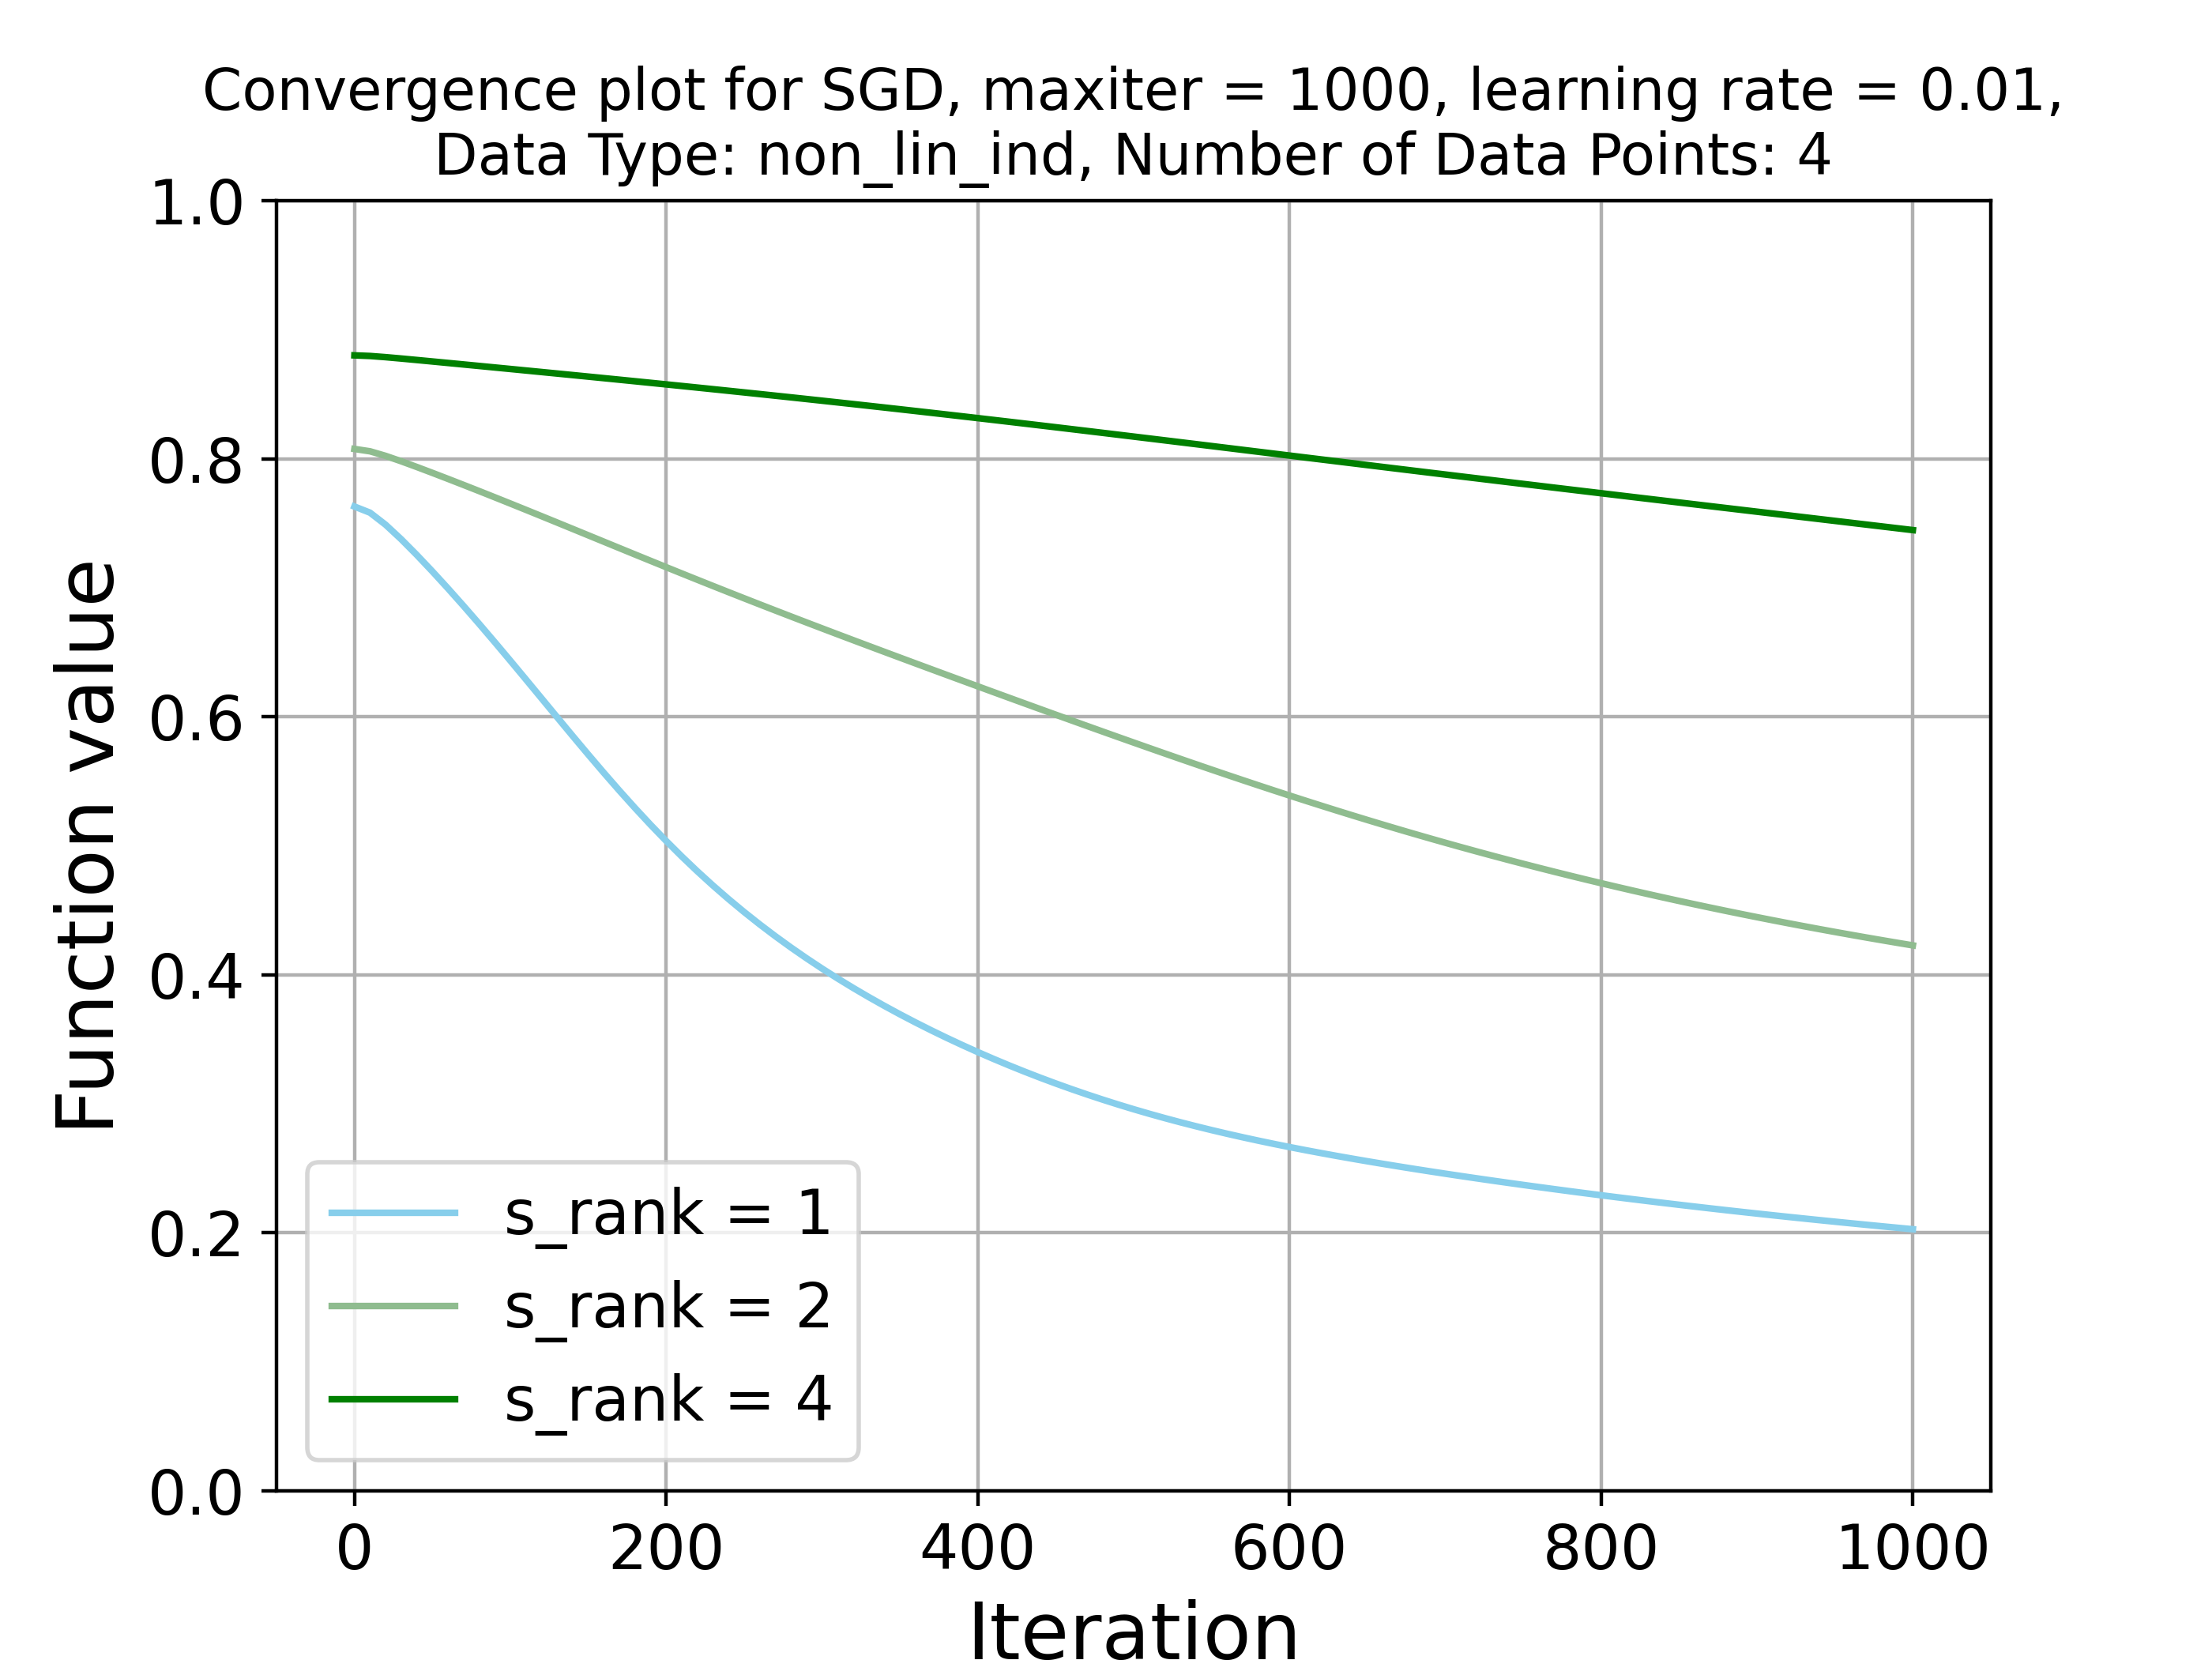 Convergence plot for SGD, maxiter = 1000, learning rate = 0.01,
Data Type: non_lin_ind, Number of Data Points: 4
1.0
0.8
0.6
0.4
0.2
0.0
Function value
s_rank = 1
s_rank = 2
s_rank = 4
0 200 400 600 800 1000
Iteration